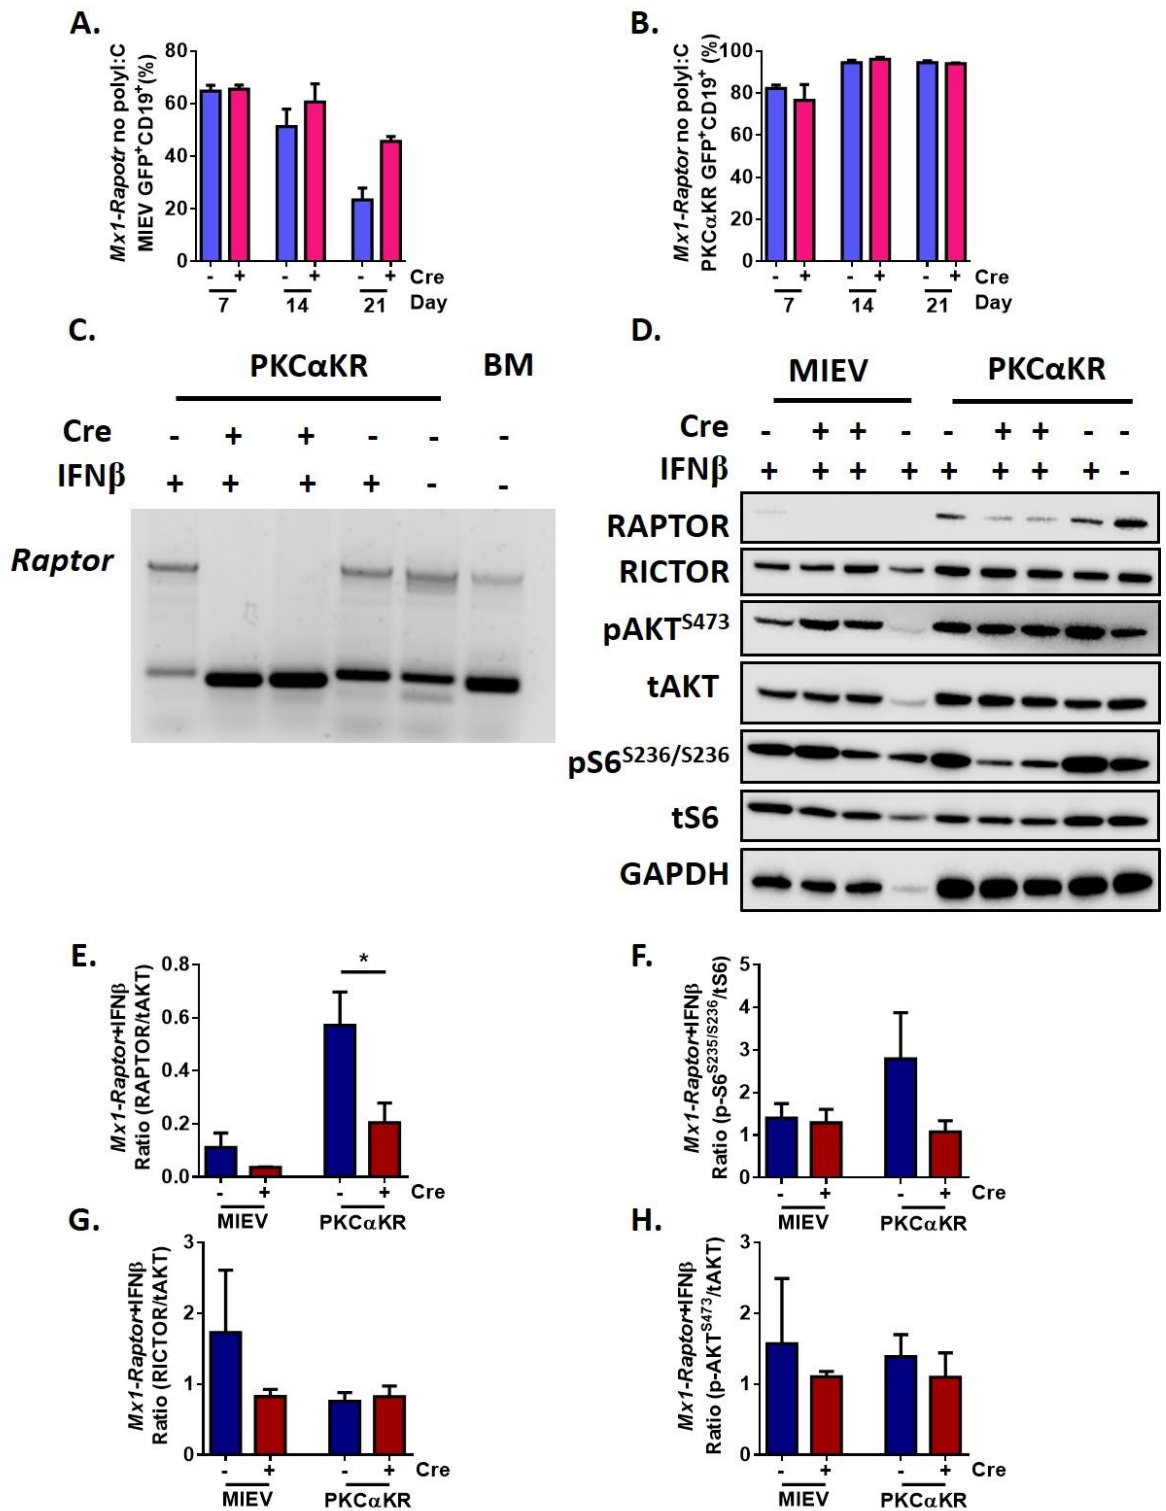 A.
Mx1-Rapotr no polyI:C
MIEV GFP+CD19+(%)
80
60
40
20
0
- + - + - + Cre
7 14 21 Day
B.
Mx1-Raptor no polyI:C
PKCαKR GFP+CD19+ (%)
100
80
60
40
20
0
- + - + - + Cre
7 14 21 Day
C.
PKCαKR BM
Cre - + + - - -
IFNβ + + + + - -
Raptor
D.
MIEV PKCαKR
Cre - + + - - + + - -
IFNβ + + + + + + + + -
RAPTOR
RICTOR
pAKTS473
tAKT
pS6S236/S236
tS6
GAPDH
E.
Mx1-Raptor+IFNβ
Ratio (RAPTOR/tAKT)
0.8
0.6
0.4
0.2
0.0
- + - + Cre
MIEV PKCαKR
*
F.
Mx1-Raptor+IFNβ
Ratio (p-S6S235/S236/tS6)
5
4
3
2
1
0
- + - + Cre
MIEV PKCαKR
G.
Mx1-Raptor+IFNβ
Ratio (RICTOR/tAKT)
3
2
1
0
- + - + Cre
MIEV PKCαKR
H.
Mx1-Raptor+IFNβ
Ratio (p-AKTS473/tAKT)
3
2
1
0
- + - + Cre
MIEV PKCαKR